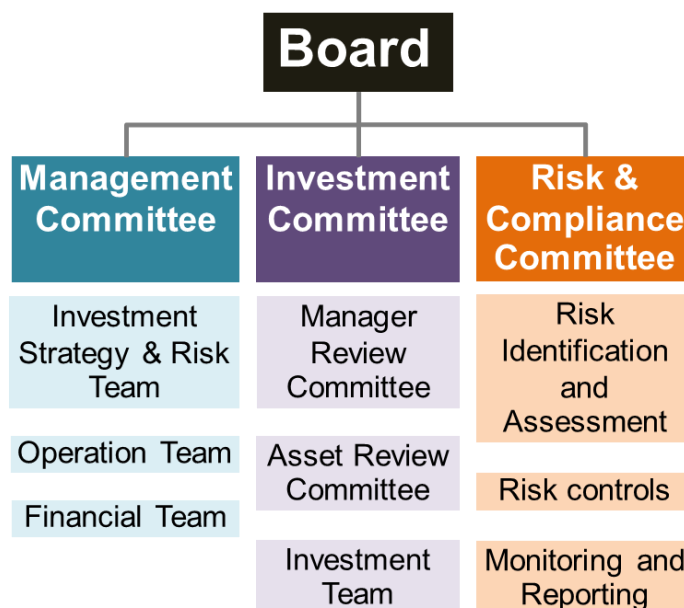 Board
Management
Committee
Investment
Committee
Risk &
Compliance
Committee
Investment
Strategy & Risk
Team
Operation Team
Financial Team
Manager
Review
Committee
Asset Review
Committee
Investment
Team
Risk
Identification
and
Assessment
Risk controls
Monitoring and
Reporting